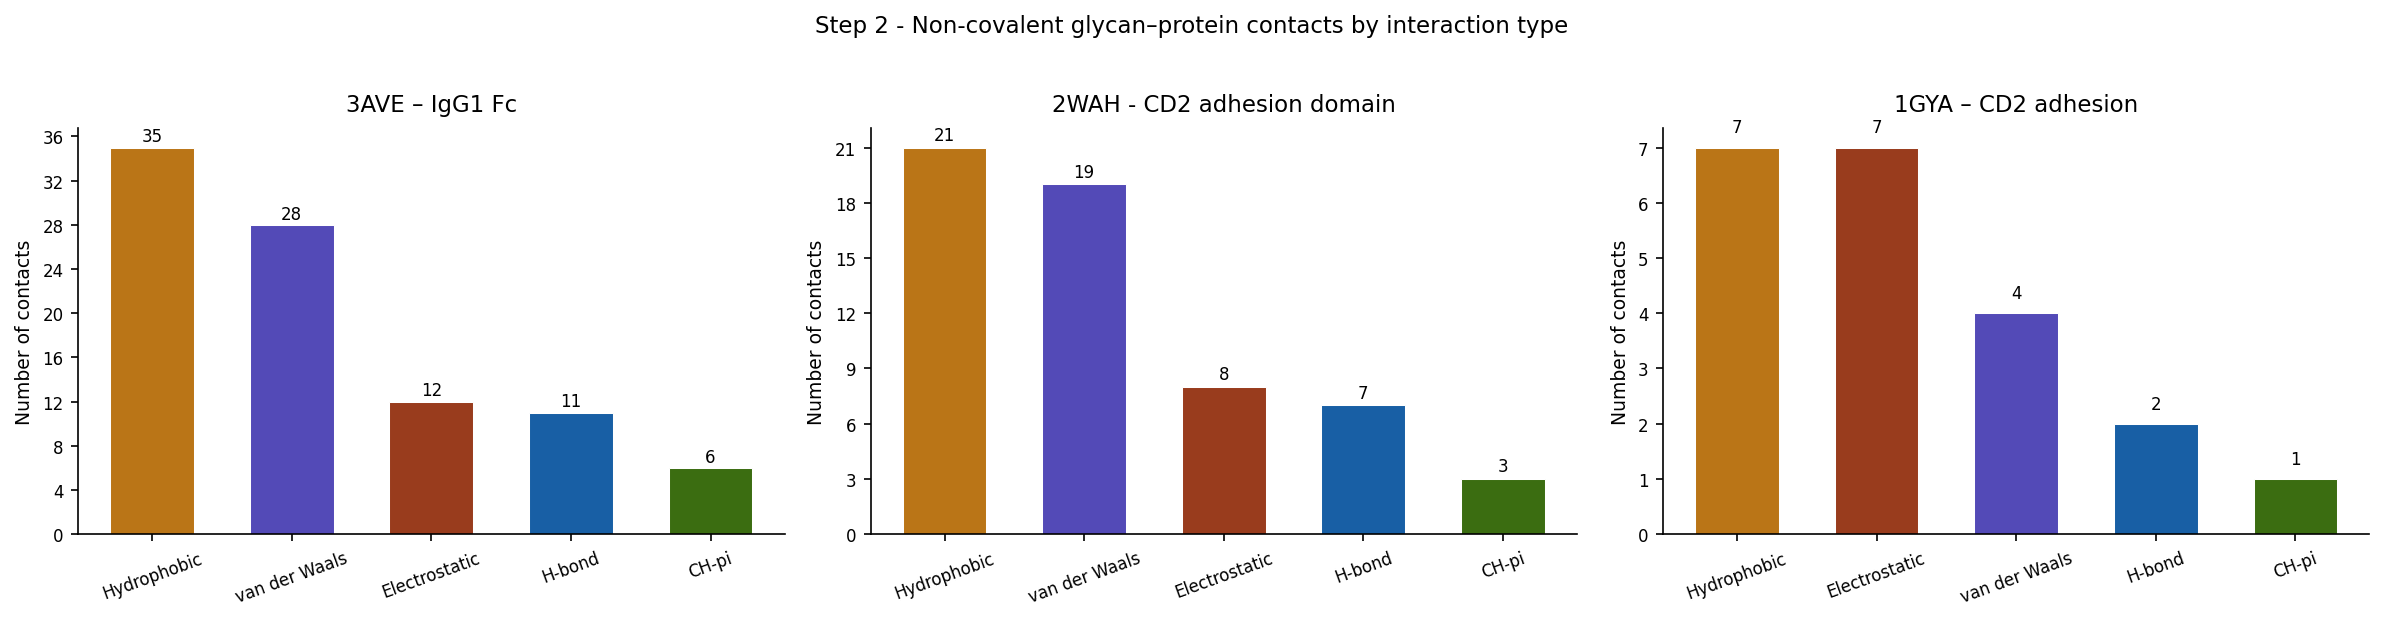 Step 2 - Non-covalent glycan–protein contacts by interaction type
3AVE – IgG1 Fc
Number of contacts
36
32
28
24
20
16
12
8
4
0
35
28
12
11
6
Hydrophobic
van der Waals
Electrostatic
H-bond
CH-pi
2WAH - CD2 adhesion domain
Number of contacts
21
18
15
12
9
6
3
0
21
19
8
7
3
Hydrophobic
van der Waals
Electrostatic
H-bond
CH-pi
1GYA – CD2 adhesion
Number of contacts
7
6
5
4
3
2
1
0
7
7
4
2
1
Hydrophobic
Electrostatic
van der Waals
H-bond
CH-pi